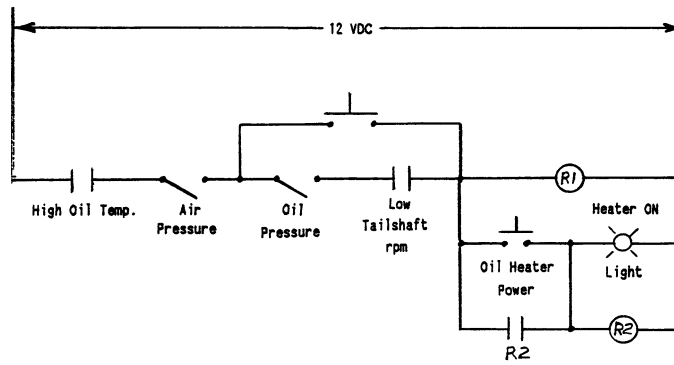 12 VDC
R1
High Oil Temp.
Air
Pressure
Oil
Pressure
Low
Tailshaft
rpm
Heater ON
Oil Heater
Power
Light
R2
R2